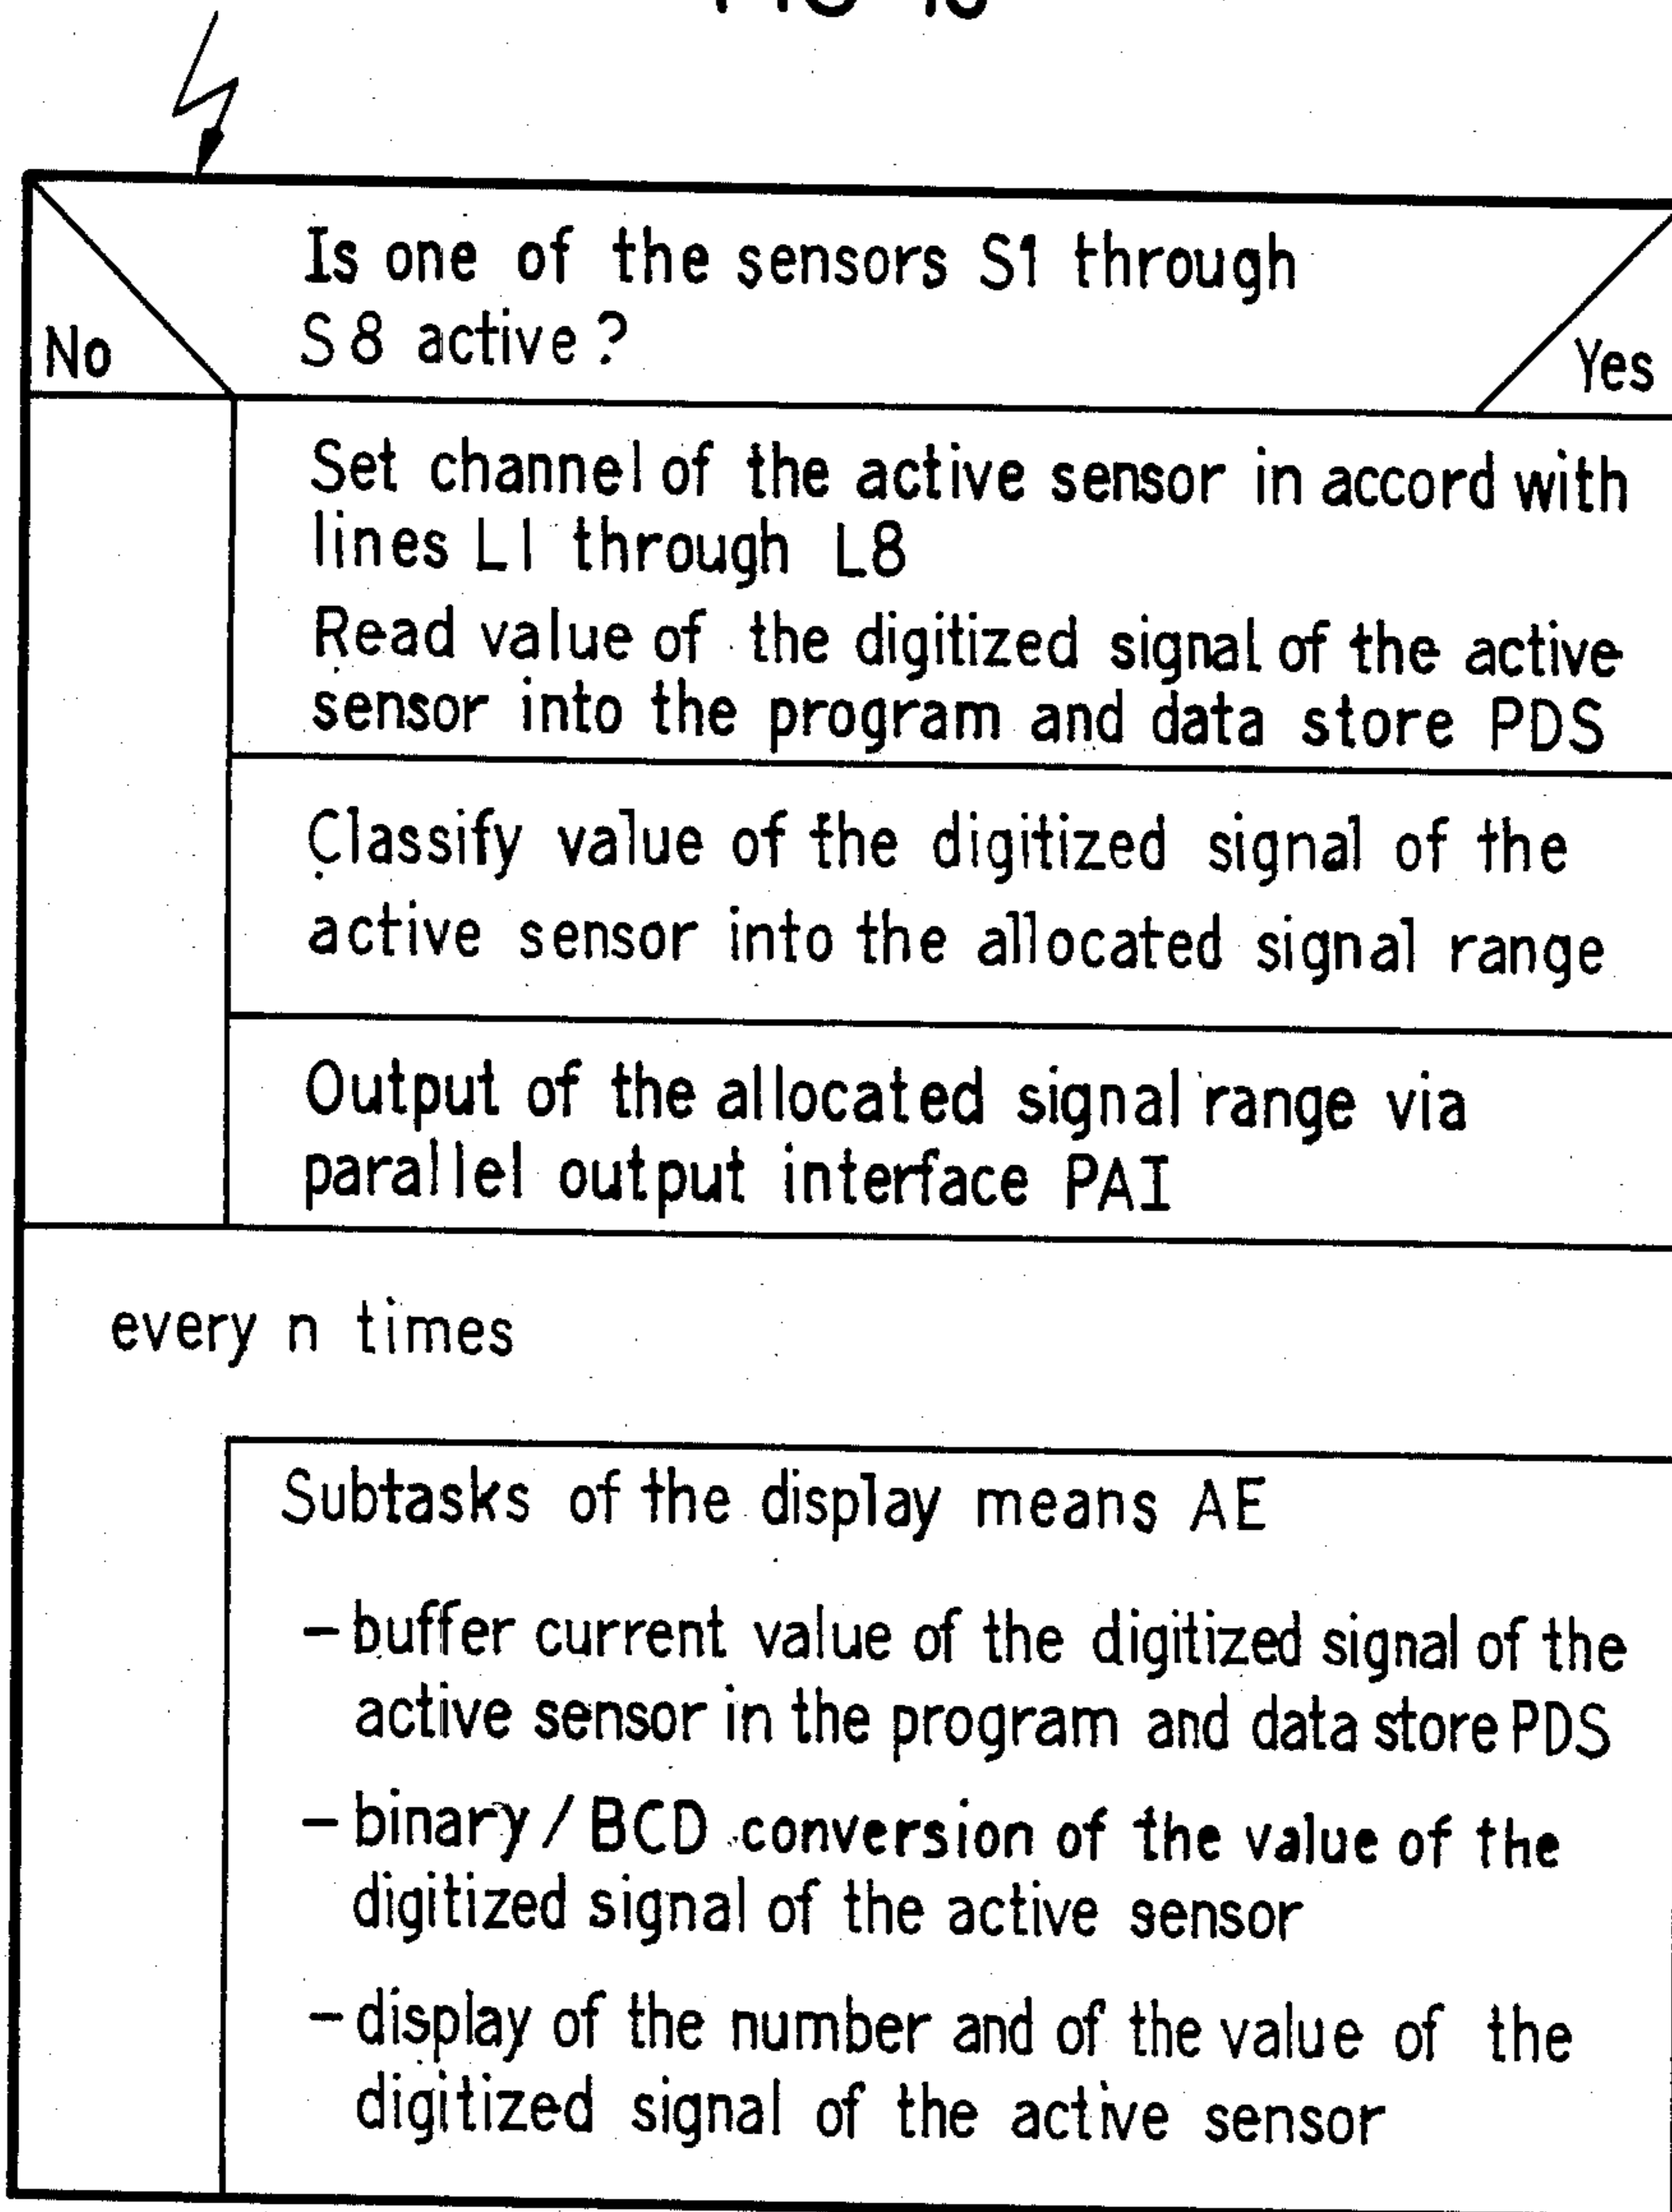 Is one of the sensors S1 through
S8 active?
No
Yes
Set channel of the active sensor in accord with
lines L1 through L8
Read value of the digitized signal of the active
sensor into the program and data store PDS
Classify value of the digitized signal of the
active sensor into the allocated signal range
Output of the allocated signal range via
parallel output interface PAI
every n times
Subtasks of the display means AE
– buffer current value of the digitized signal of the
active sensor in the program and data store PDS
– binary / BCD conversion of the value of the
digitized signal of the active sensor
– display of the number and of the value of the
digitized signal of the active sensor